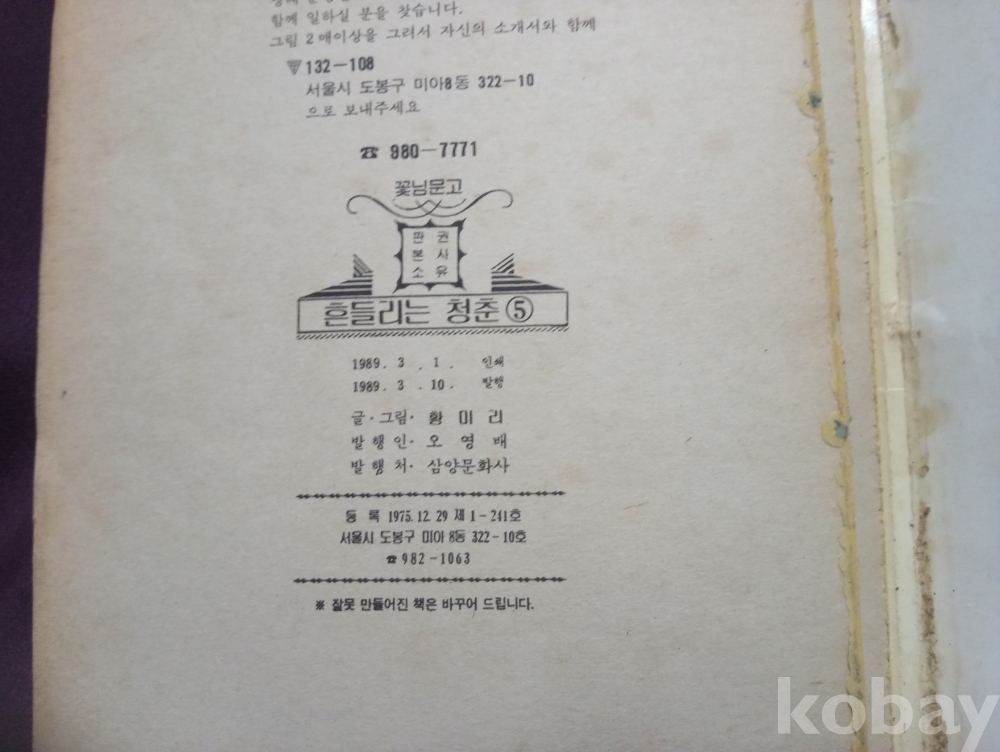 함께 일하실 분을 찾습니다.
그림 2매이상을 그려서 자신의 소개서와 함께
132-108
서울시 도봉구 미아8동 322-10
으로 보내주세요
☎ 980-7771
꽃님문고
판 권
본 사
소 유
흔들리는 청춘 ⑤
1989. 3 . 1 . 인쇄
1989. 3 . 10 . 발행
글·그림· 황 미 리
발 행 인· 오 영 배
발 행 처· 삼양문화사
등 록 1975. 12. 29 제 1-241호
서울시 도봉구 미아 8동 322-10호
☎ 982-1063
※ 잘못 만들어진 책은 바꾸어 드립니다.
kobay